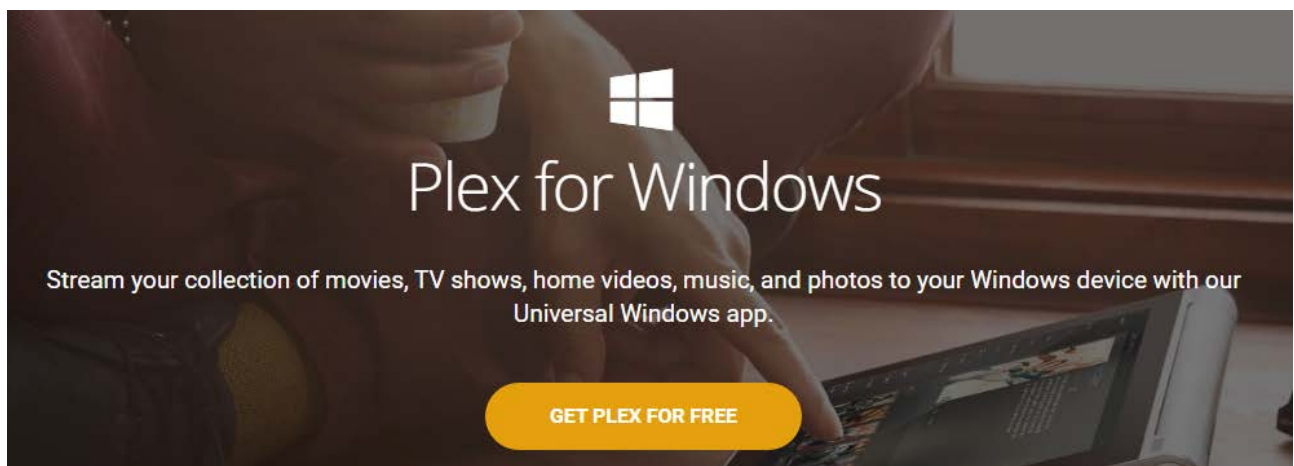 Plex for Windows
Stream your collection of movies, TV shows, home videos, music, and photos to your Windows device with our
Universal Windows app.
GET PLEX FOR FREE